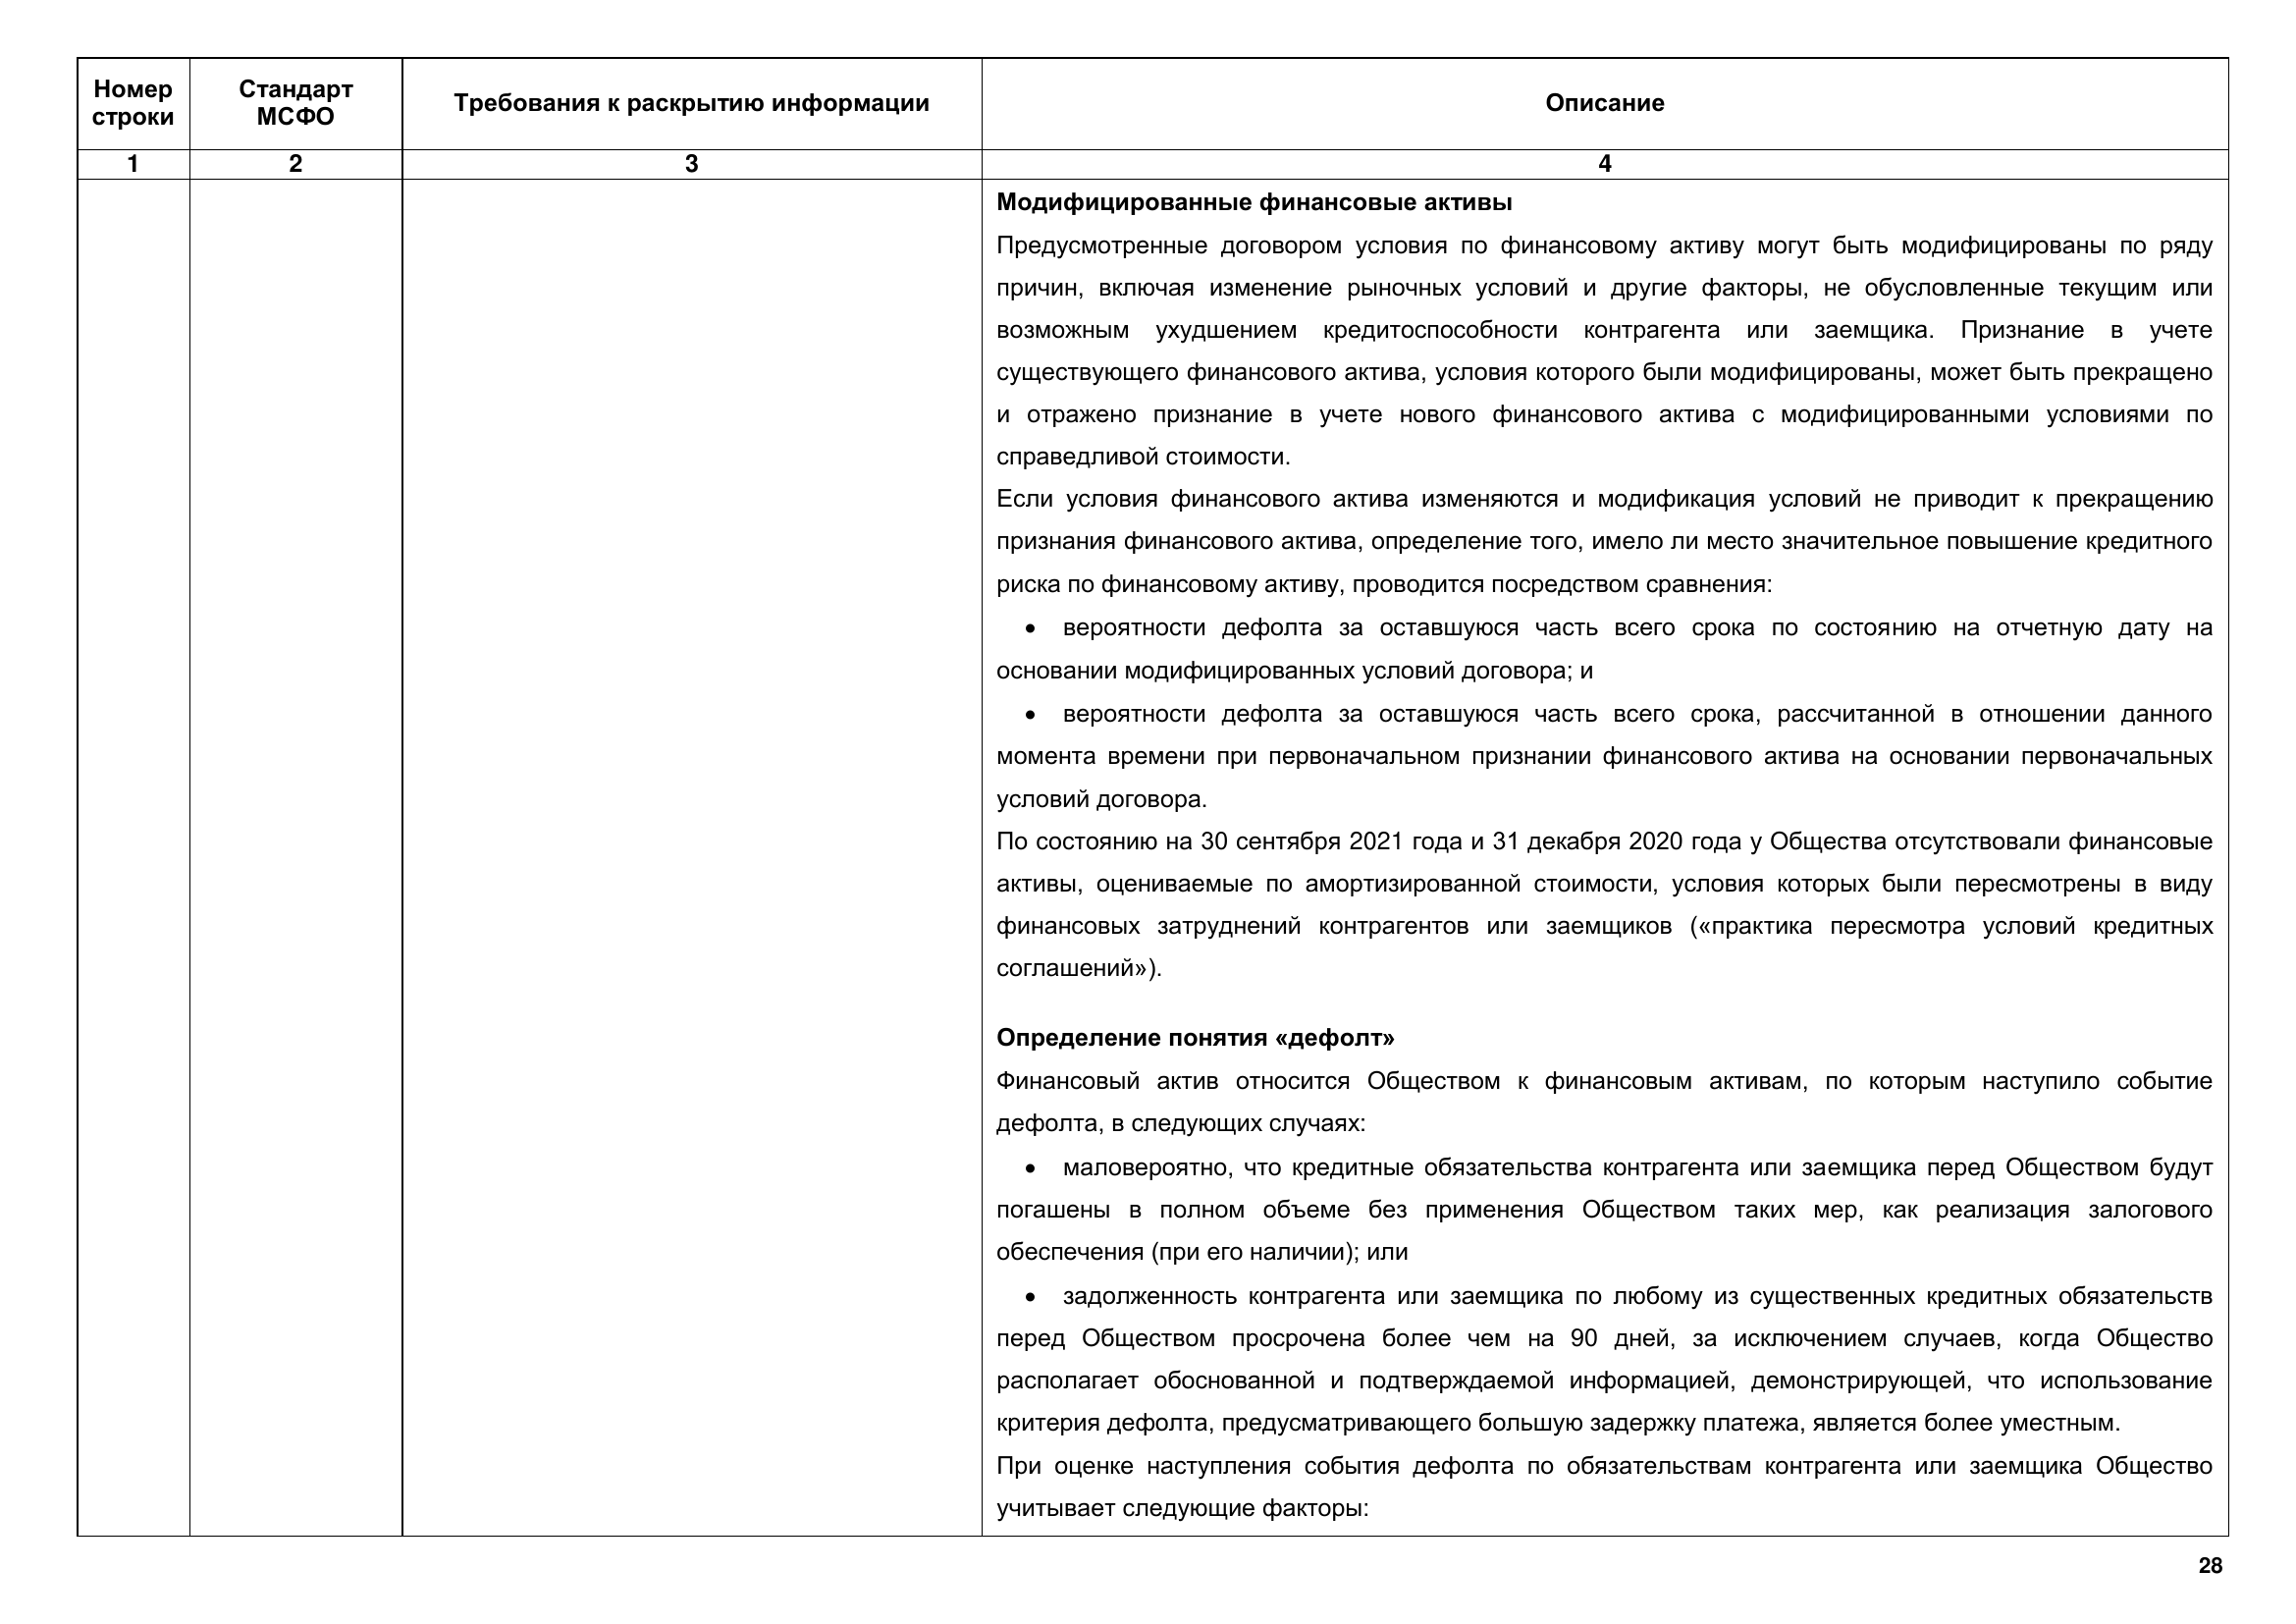 Номер
строки
Стандарт
МСФО
Требования к раскрытию информации
Описание
1
2
3
4
Модифицированные финансовые активы
Предусмотренные договором условия по финансовому активу могут быть модифицированы по ряду
причин, включая изменение рыночных условий и другие факторы, не обусловленные текущим или
возможным ухудшением кредитоспособности контрагента или заемщика. Признание в учете
существующего финансового актива, условия которого были модифицированы, может быть прекращено
и отражено признание в учете нового финансового актива с модифицированными условиями по
справедливой стоимости.
Если условия финансового актива изменяются и модификация условий не приводит к прекращению
признания финансового актива, определение того, имело ли место значительное повышение кредитного
риска по финансовому активу, проводится посредством сравнения:
• вероятности дефолта за оставшуюся часть всего срока по состоянию на отчетную дату на
основании модифицированных условий договора; и
• вероятности дефолта за оставшуюся часть всего срока, рассчитанной в отношении данного
момента времени при первоначальном признании финансового актива на основании первоначальных
условий договора.
По состоянию на 30 сентября 2021 года и 31 декабря 2020 года у Общества отсутствовали финансовые
активы, оцениваемые по амортизированной стоимости, условия которых были пересмотрены в виду
финансовых затруднений контрагентов или заемщиков («практика пересмотра условий кредитных
соглашений»).
Определение понятия «дефолт»
Финансовый актив относится Обществом к финансовым активам, по которым наступило событие
дефолта, в следующих случаях:
• маловероятно, что кредитные обязательства контрагента или заемщика перед Обществом будут
погашены в полном объеме без применения Обществом таких мер, как реализация залогового
обеспечения (при его наличии); или
• задолженность контрагента или заемщика по любому из существенных кредитных обязательств
перед Обществом просрочена более чем на 90 дней, за исключением случаев, когда Общество
располагает обоснованной и подтверждаемой информацией, демонстрирующей, что использование
критерия дефолта, предусматривающего большую задержку платежа, является более уместным.
При оценке наступления события дефолта по обязательствам контрагента или заемщика Общество
учитывает следующие факторы:
28